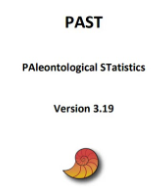 PAST
PAleontological STatistics
Version 3.19